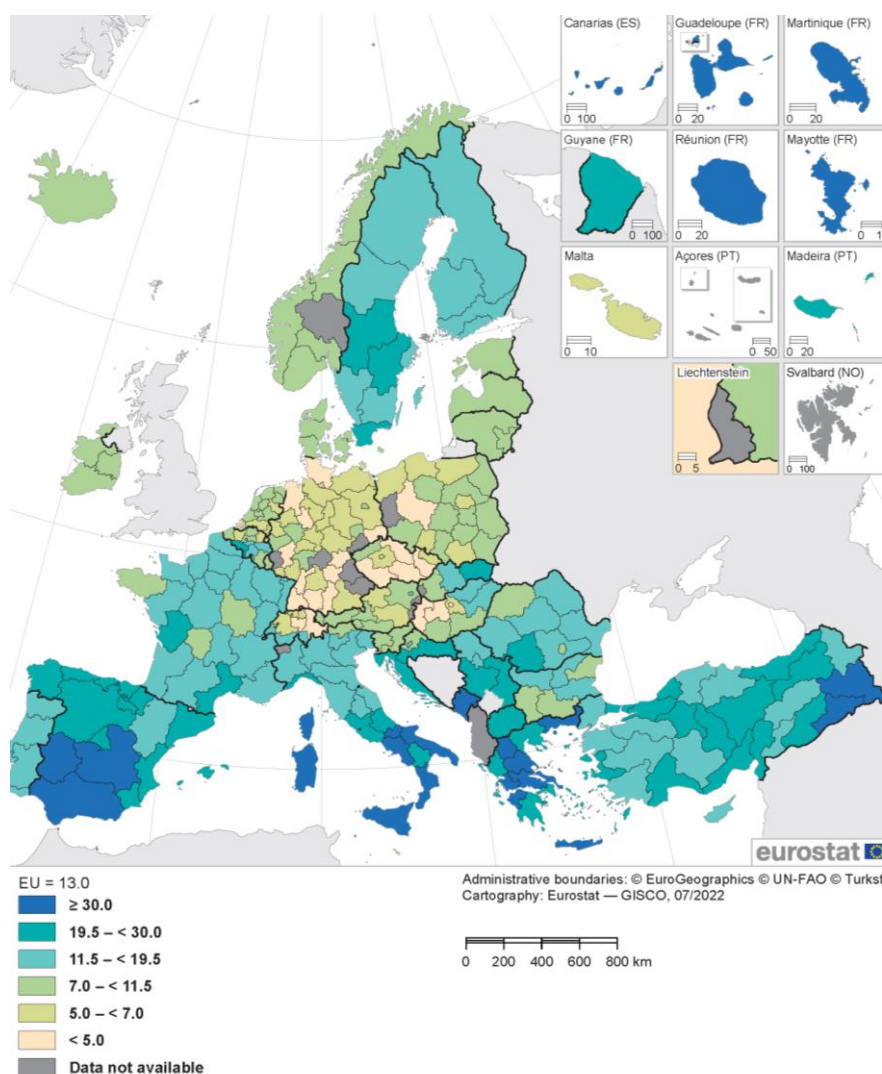 Canarias (ES)
0 100
Guadeloupe (FR)
0 20
Martinique (FR)
0 20
Guyane (FR)
0 100
Réunion (FR)
0 20
Mayotte (FR)
0 1
Malta
0 10
Açores (PT)
0 50
Madeira (PT)
0 20
Liechtenstein
0 5
Svalbard (NO)
0 100
eurostat
EU = 13.0
≥ 30.0
19.5 – < 30.0
11.5 – < 19.5
7.0 – < 11.5
5.0 – < 7.0
< 5.0
Data not available
Administrative boundaries: © EuroGeographics © UN-FAO © Turkst
Cartography: Eurostat — GISCO, 07/2022
0 200 400 600 800 km